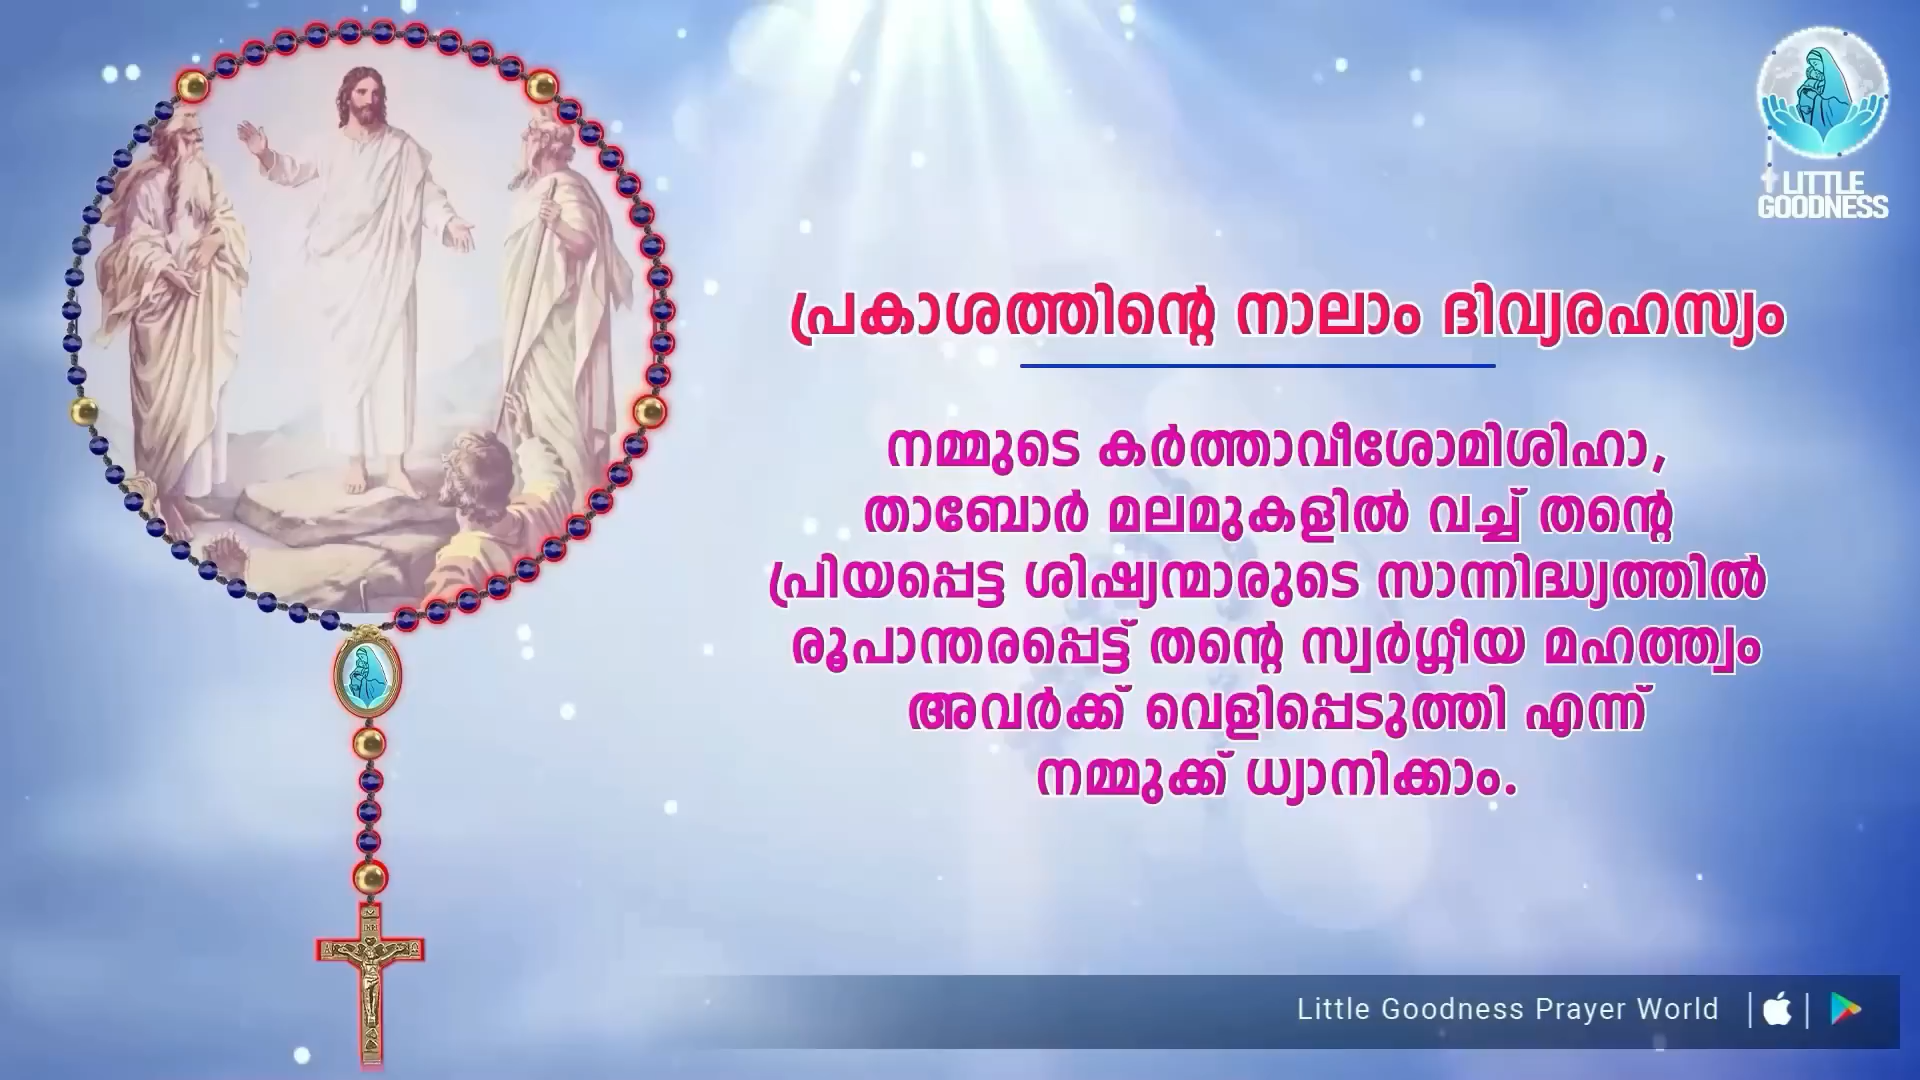 LITTLE
GOODNESS
പ്രകാശത്തിന്റെ നാലാം ദിവ്യരഹസ്യം
നമ്മുടെ കർത്താവീശോമിശിഹാ,
താബോർ മലമുകളിൽ വച്ച് തന്റെ
പ്രിയപ്പെട്ട ശിഷ്യന്മാരുടെ സാന്നിദ്ധ്യത്തിൽ
രൂപാന്തരപ്പെട്ട് തന്റെ സ്വർഗ്ഗീയ മഹത്ത്വം
അവർക്ക് വെളിപ്പെടുത്തി എന്ന്
നമ്മുക്ക് ധ്യാനിക്കാം.
INRI
Little Goodness Prayer World